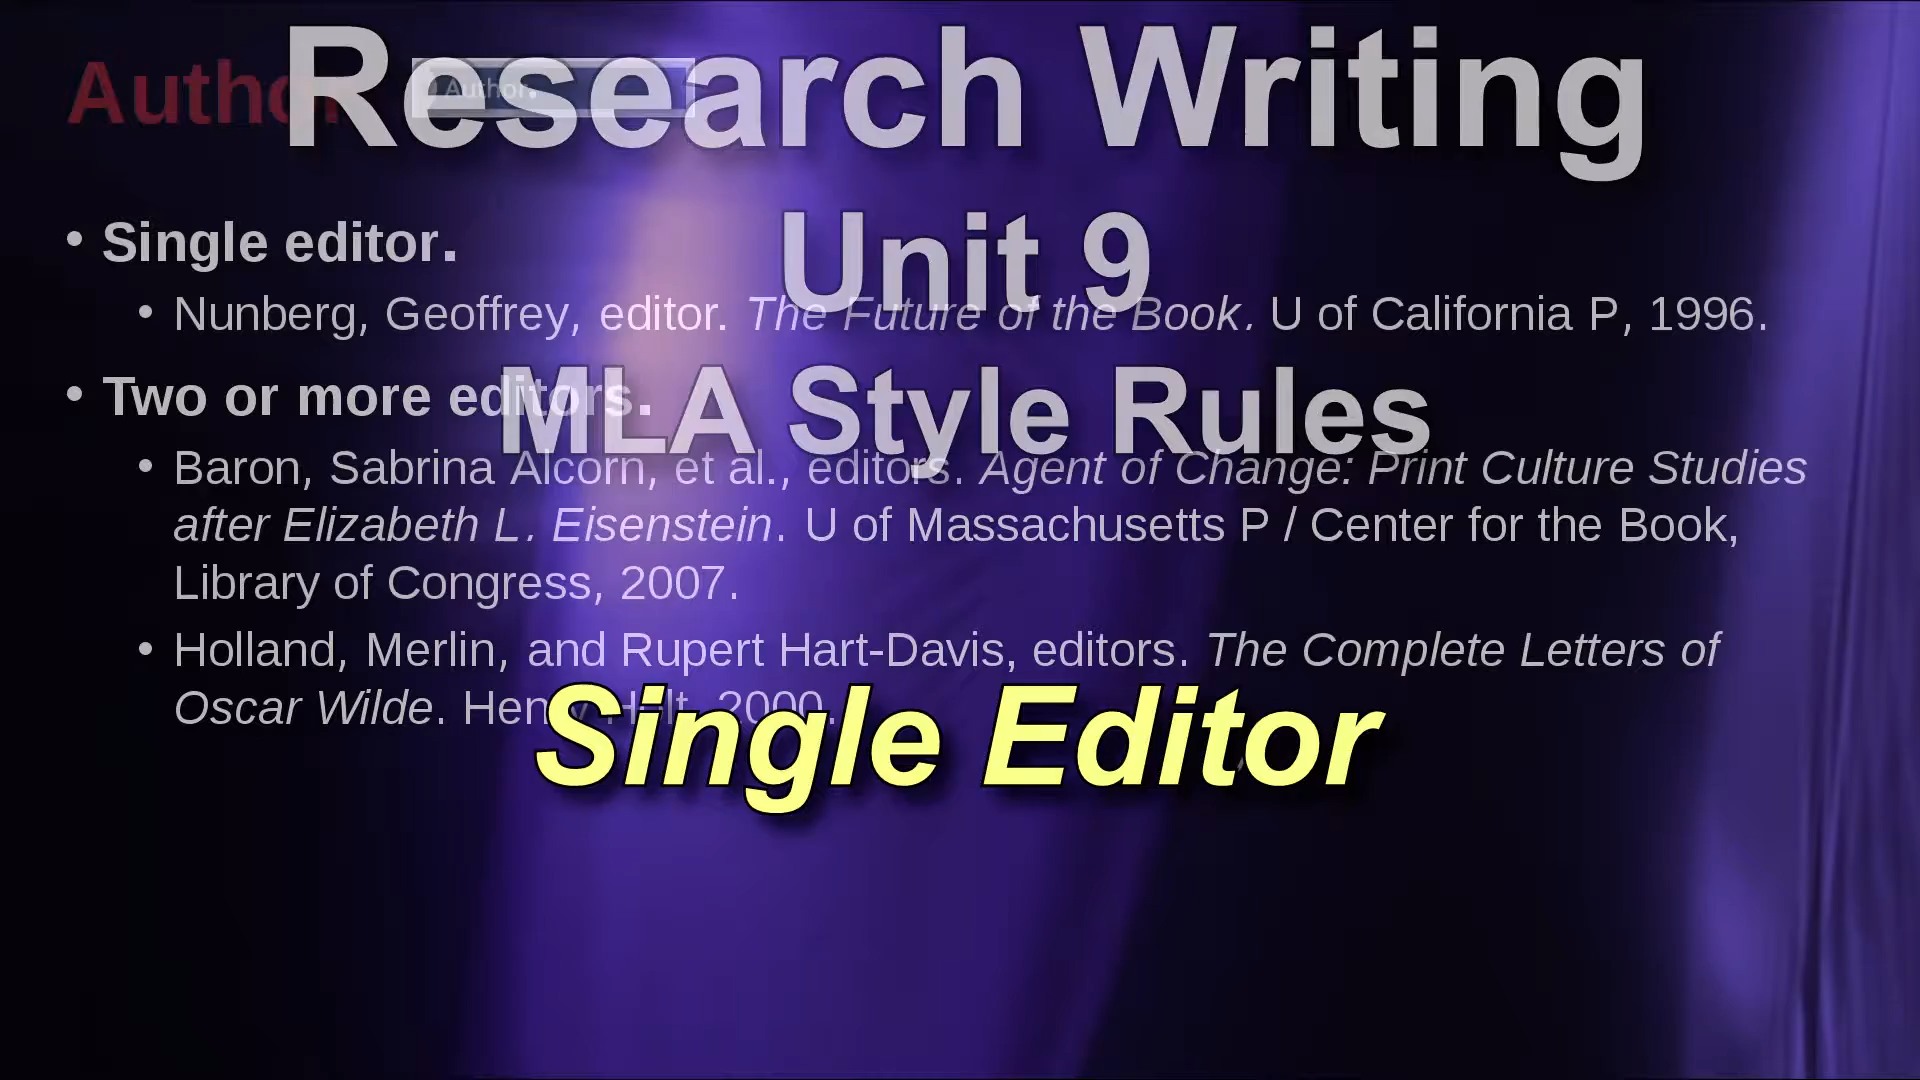 Research Writing
Author
Author.
Unit 9
• Single editor.
• Nunberg, Geoffrey, editor. The Future of the Book. U of California P, 1996.
MLA Style Rules
• Two or more editors.
• Baron, Sabrina Alcorn, et al., editors. Agent of Change: Print Culture Studies
after Elizabeth L. Eisenstein. U of Massachusetts P / Center for the Book,
Library of Congress, 2007.
• Holland, Merlin, and Rupert Hart-Davis, editors. The Complete Letters of
Oscar Wilde. Henry Holt, 2000.
Single Editor